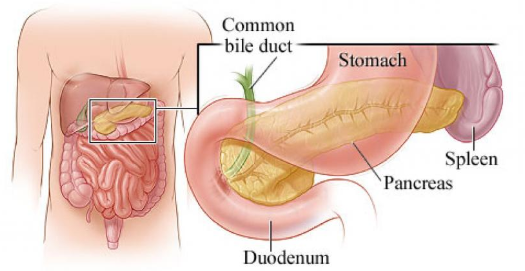 Common
bile duct
Stomach
Spleen
Pancreas
Duodenum